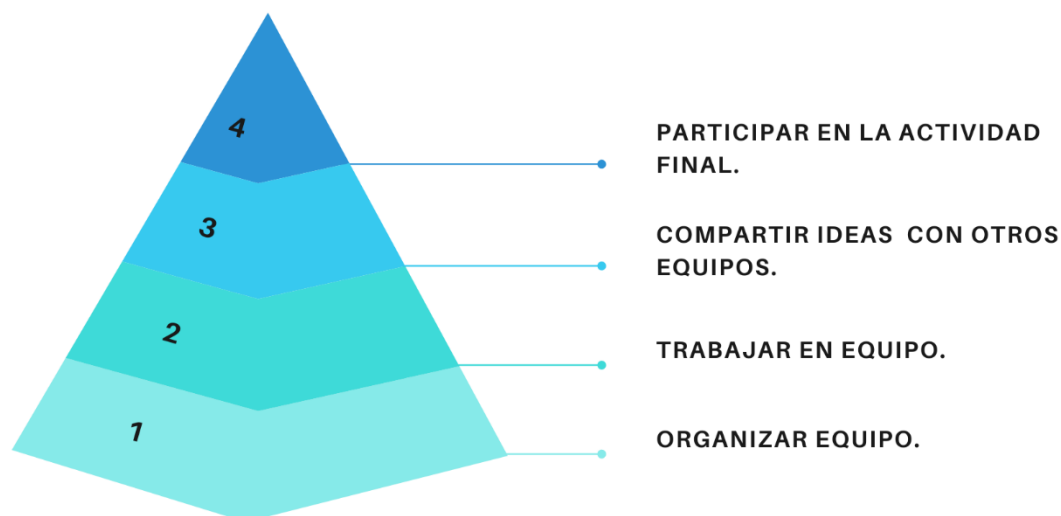 4
PARTICIPAR EN LA ACTIVIDAD
FINAL.
3
COMPARTIR IDEAS CON OTROS
EQUIPOS.
2
TRABAJAR EN EQUIPO.
1
ORGANIZAR EQUIPO.